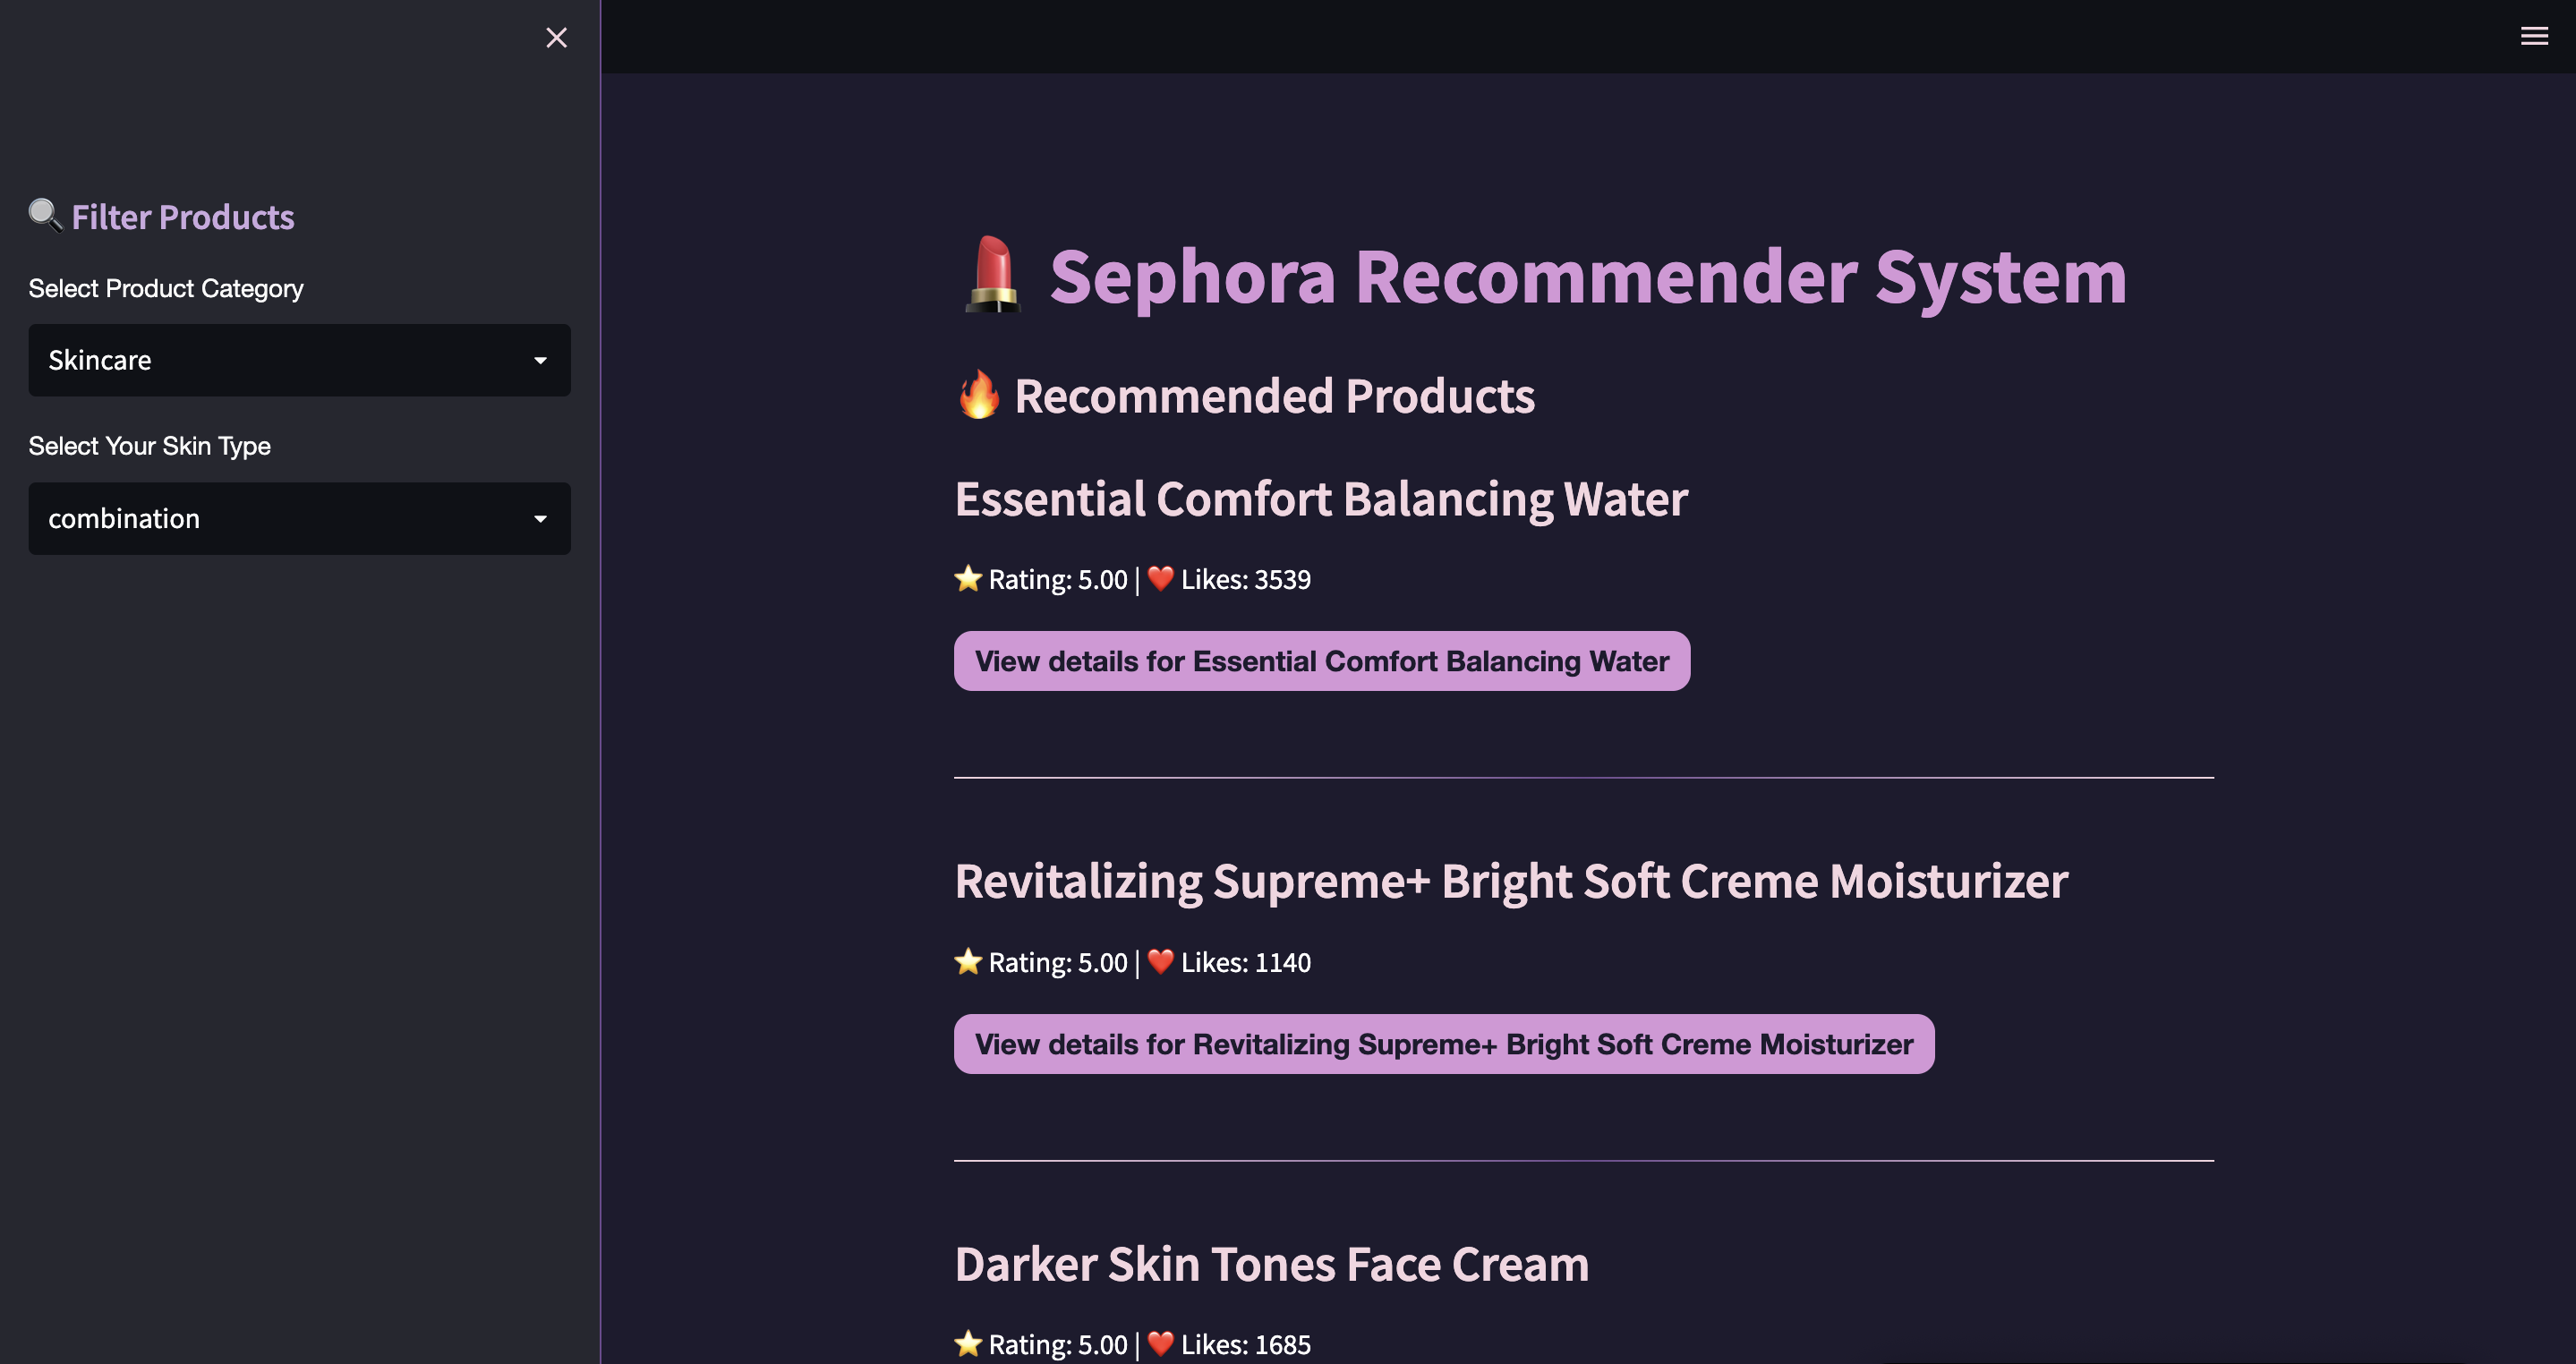 🔍 Filter Products
Select Product Category
Skincare
Select Your Skin Type
combination
💄 Sephora Recommender System
🔥 Recommended Products
Essential Comfort Balancing Water
⭐ Rating: 5.00 | ❤️ Likes: 3539
View details for Essential Comfort Balancing Water
Revitalizing Supreme+ Bright Soft Creme Moisturizer
⭐ Rating: 5.00 | ❤️ Likes: 1140
View details for Revitalizing Supreme+ Bright Soft Creme Moisturizer
Darker Skin Tones Face Cream
⭐ Rating: 5.00 | ❤️ Likes: 1685